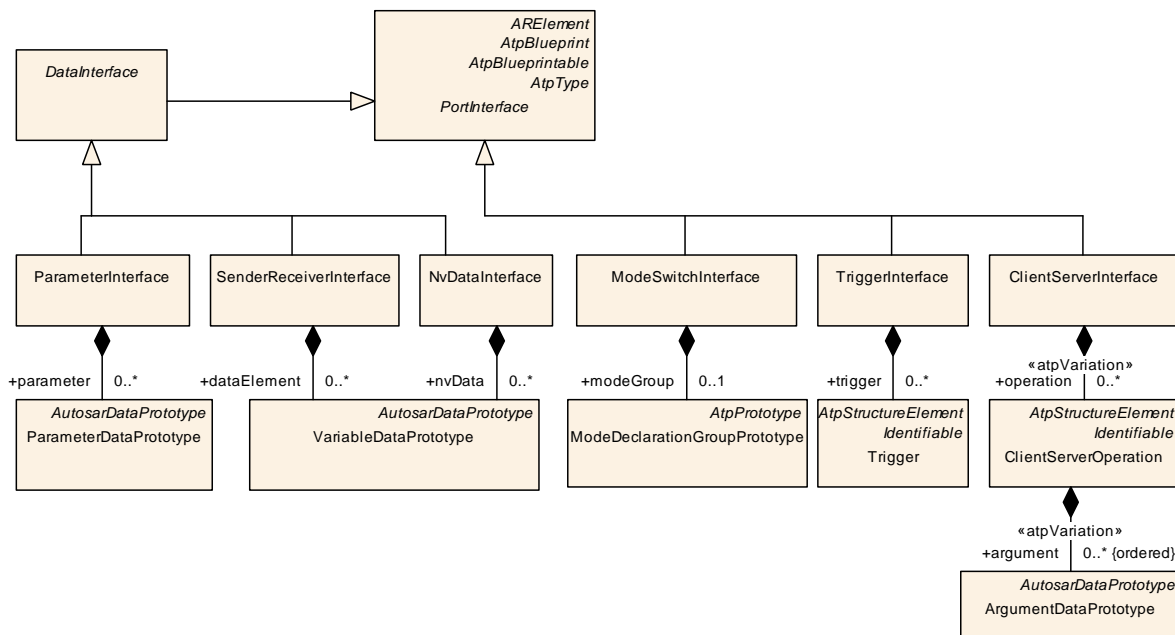 ARElement
AtpBlueprint
AtpBlueprintable
AtpType
DataInterface
PortInterface
ParameterInterface
SenderReceiverInterface
NvDataInterface
ModeSwitchInterface
TriggerInterface
ClientServerInterface
«atpVariation»
+parameter 0..*
+dataElement 0..*
+nvData 0..*
+modeGroup 0..1
+trigger 0..*
+operation 0..*
AutosarDataPrototype
ParameterDataPrototype
AutosarDataPrototype
VariableDataPrototype
AtpPrototype
ModeDeclarationGroupPrototype
AtpStructureElement
Identifiable
Trigger
AtpStructureElement
Identifiable
ClientServerOperation
«atpVariation»
+argument 0..* {ordered}
AutosarDataPrototype
ArgumentDataPrototype